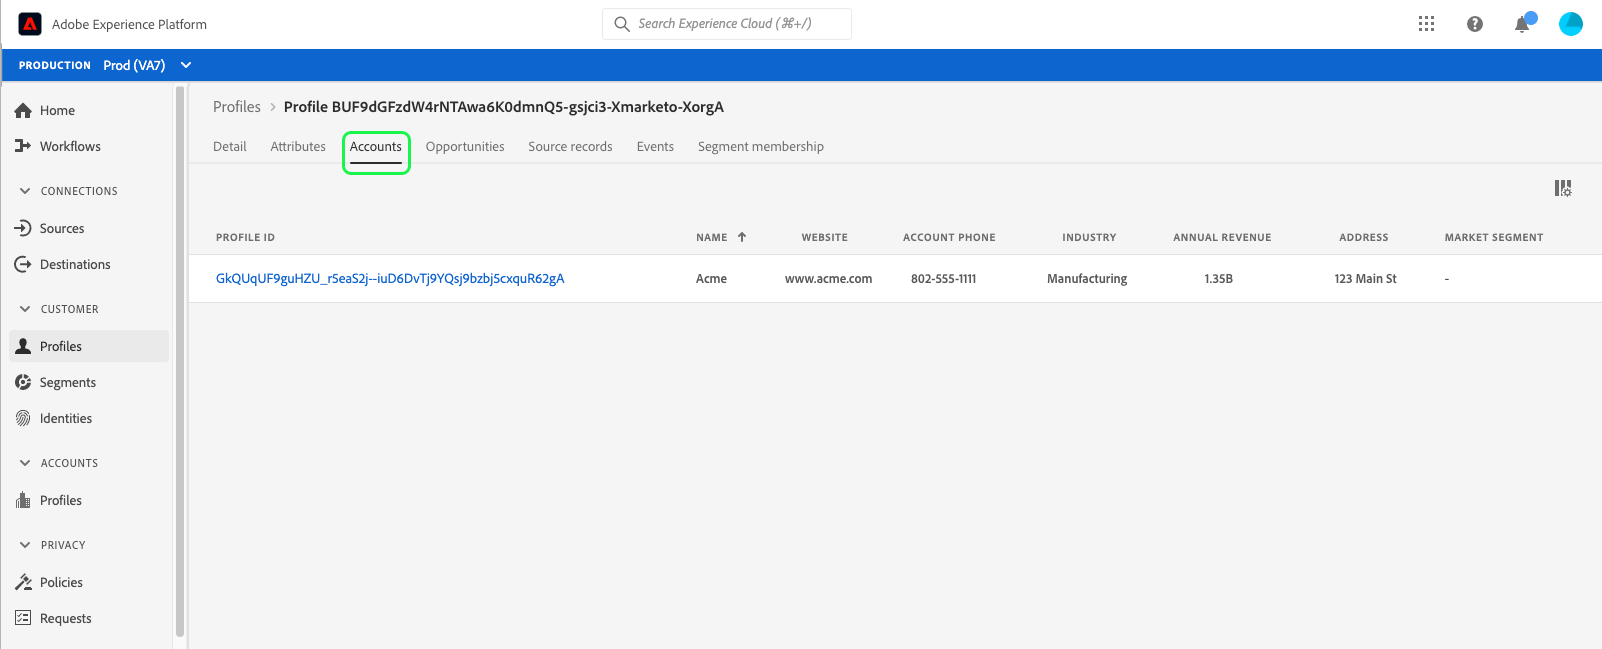 Adobe Experience Platform
Search Experience Cloud (⌘+/)
PRODUCTION Prod (VA7)
Home
Workflows
CONNECTIONS
Sources
Destinations
CUSTOMER
Profiles
Segments
Identities
ACCOUNTS
Profiles
PRIVACY
Policies
Requests
Profiles > Profile BUF9dGFzdW4rNTAwa6K0dmnQ5-gsjci3-Xmarketo-XorgA
Detail Attributes Accounts Opportunities Source records Events Segment membership
PROFILE ID NAME ↑ WEBSITE ACCOUNT PHONE INDUSTRY ANNUAL REVENUE ADDRESS MARKET SEGMENT
GkQUqUF9guHZU_r5eaS2j--iuD6DvTj9YQsj9bzbj5cxquR62gA Acme www.acme.com 802-555-1111 Manufacturing 1.35B 123 Main St -